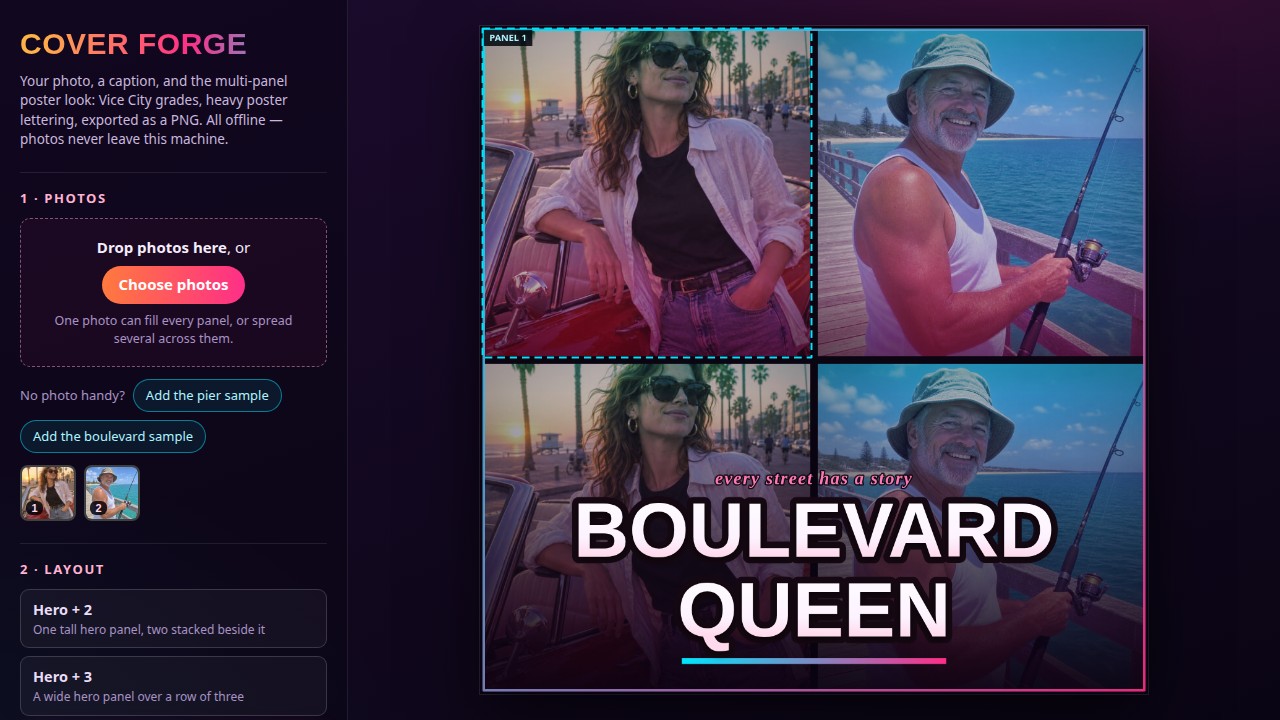 COVER FORGE
Your photo, a caption, and the multi-panel
poster look: Vice City grades, heavy poster
lettering, exported as a PNG. All offline —
photos never leave this machine.
1 · PHOTOS
Drop photos here, or
Choose photos
One photo can fill every panel, or spread
several across them.
No photo handy? Add the pier sample
Add the boulevard sample
1 2
2 · LAYOUT
Hero + 2
One tall hero panel, two stacked beside it
Hero + 3
A wide hero panel over a row of three
PANEL 1
every street has a story
BOULEVARD
QUEEN